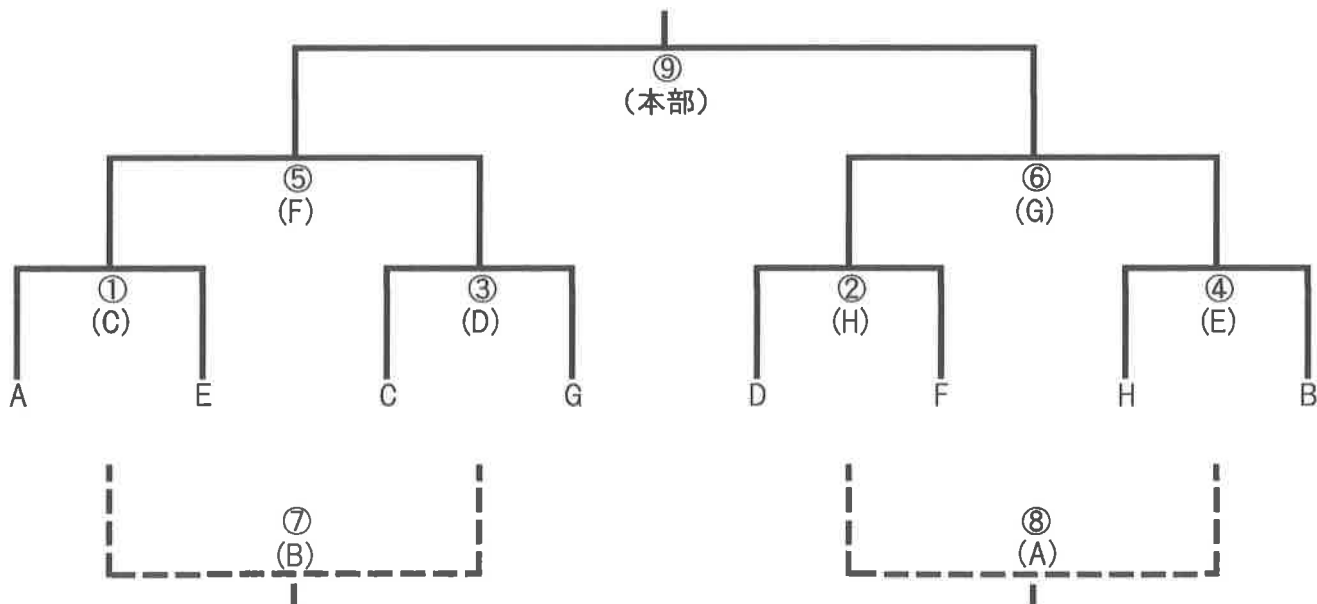 ⑨
(本部)
⑤
(F)
⑥
(G)
①
(C)
③
(D)
②
(H)
④
(E)
A
E
C
G
D
F
H
B
⑦
(B)
⑧
(A)